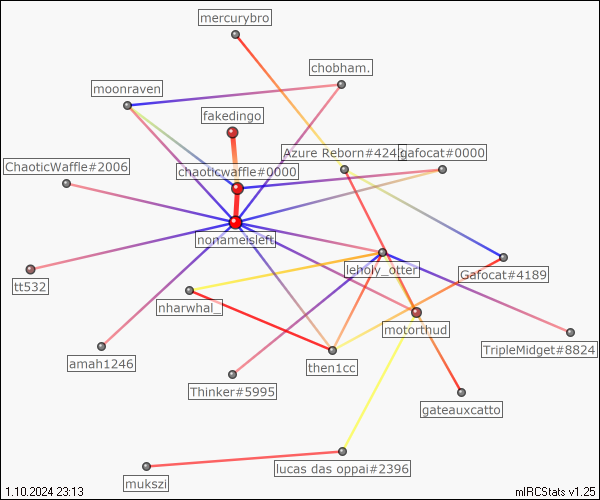 mercurybro
chobham.
moonraven
fakedingo
Azure Reborn#424
gafocat#0000
ChaoticWaffle#2006
chaoticwaffle#0000
nonameisleft
leholy_otter
Gafocat#4189
tt532
nharwhal_
motorthud
amah1246
then1cc
TripleMidget#8824
Thinker#5995
gateauxcatto
lucas das oppai#2396
mukszi
1.10.2024 23:13
mIRCStats v1.25